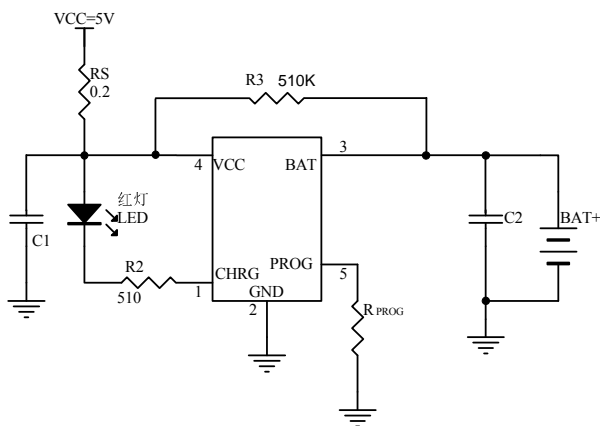 VCC=5V
RS
0.2
R3 510K
4
VCC
BAT
3
红灯
LED
C1
C2
BAT+
R2
510
CHRG
1
PROG
5
GND
2
R PROG